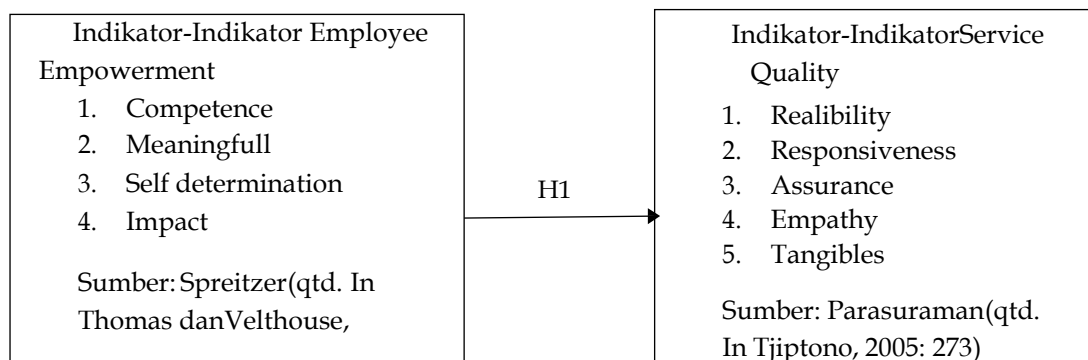 Indikator-Indikator Employee
Empowerment
1. Competence
2. Meaningfull
3. Self determination
4. Impact
Sumber: Spreitzer(qtd. In
Thomas danVelthouse,
H1
Indikator-IndikatorService
Quality
1. Realibility
2. Responsiveness
3. Assurance
4. Empathy
5. Tangibles
Sumber: Parasuraman(qtd.
In Tjiptono, 2005: 273)